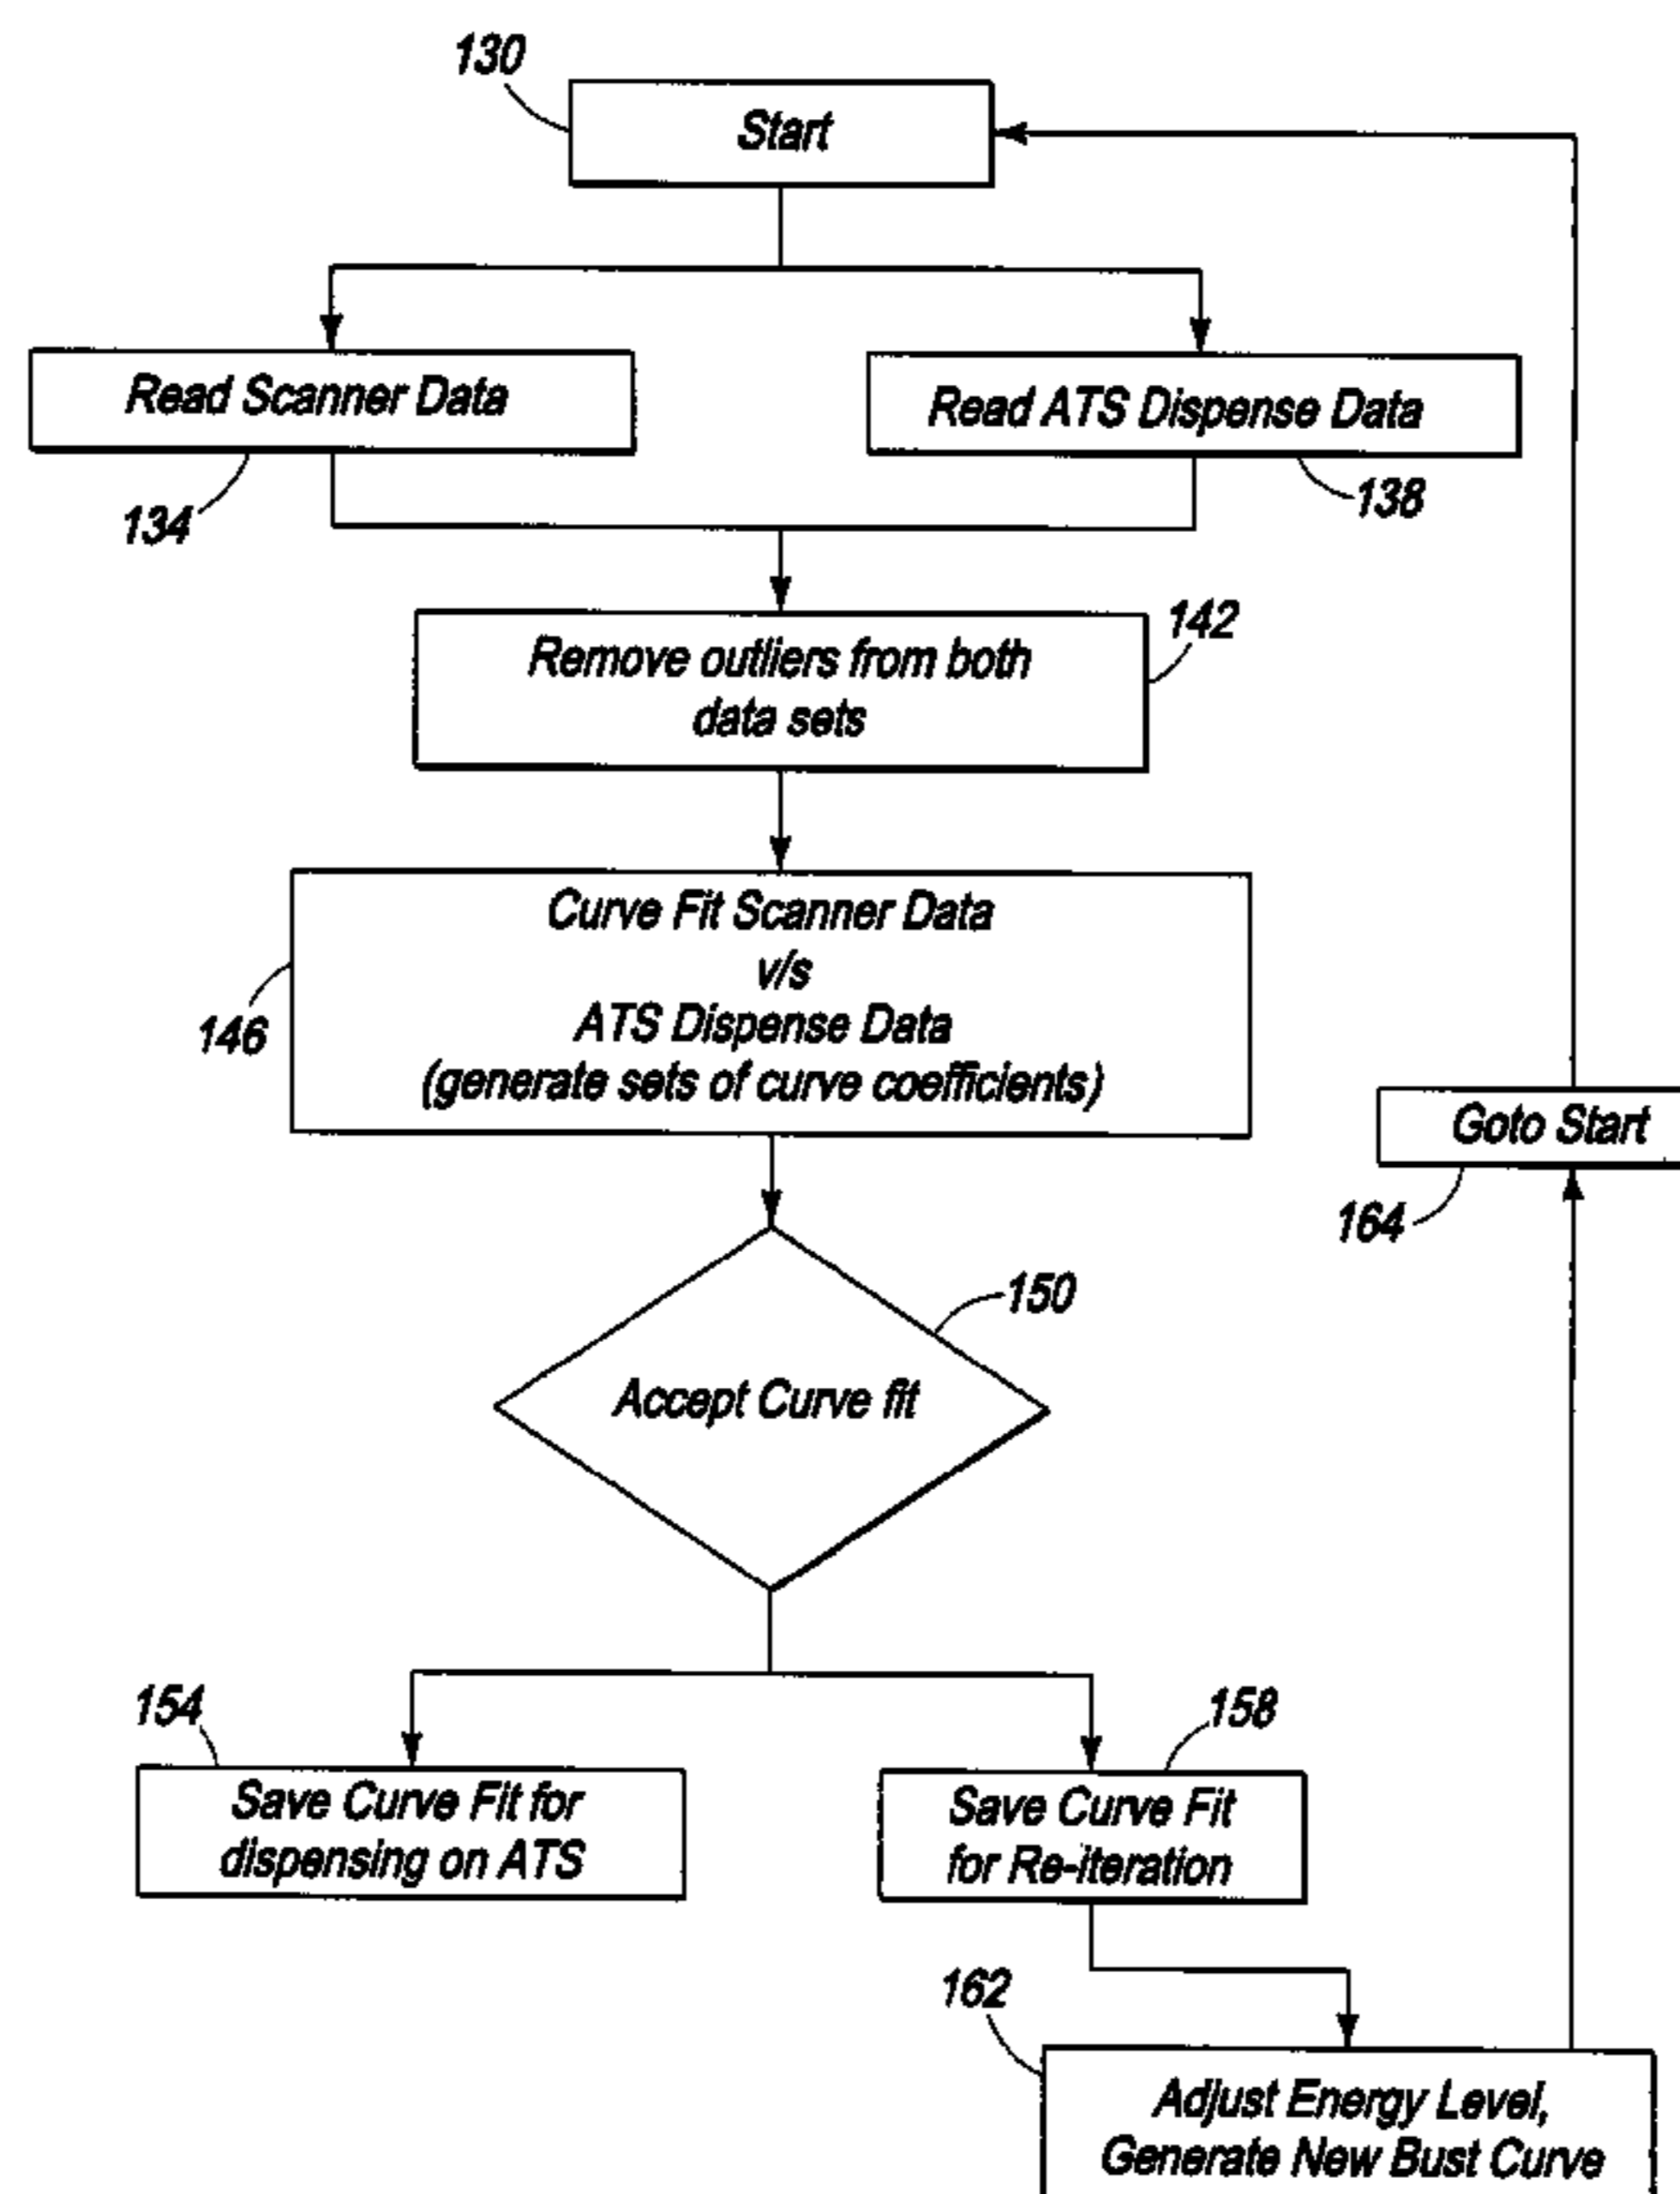 130
Start
Read Scanner Data
Read ATS Dispense Data
134
138
Remove outliers from both
data sets
142
Curve Fit Scanner Data
v/s
ATS Dispense Data
(generate sets of curve coefficients)
146
Goto Start
164
150
Accept Curve fit
154
158
Save Curve Fit for
dispensing on ATS
Save Curve Fit
for Re-iteration
162
Adjust Energy Level,
Generate New Bust Curve